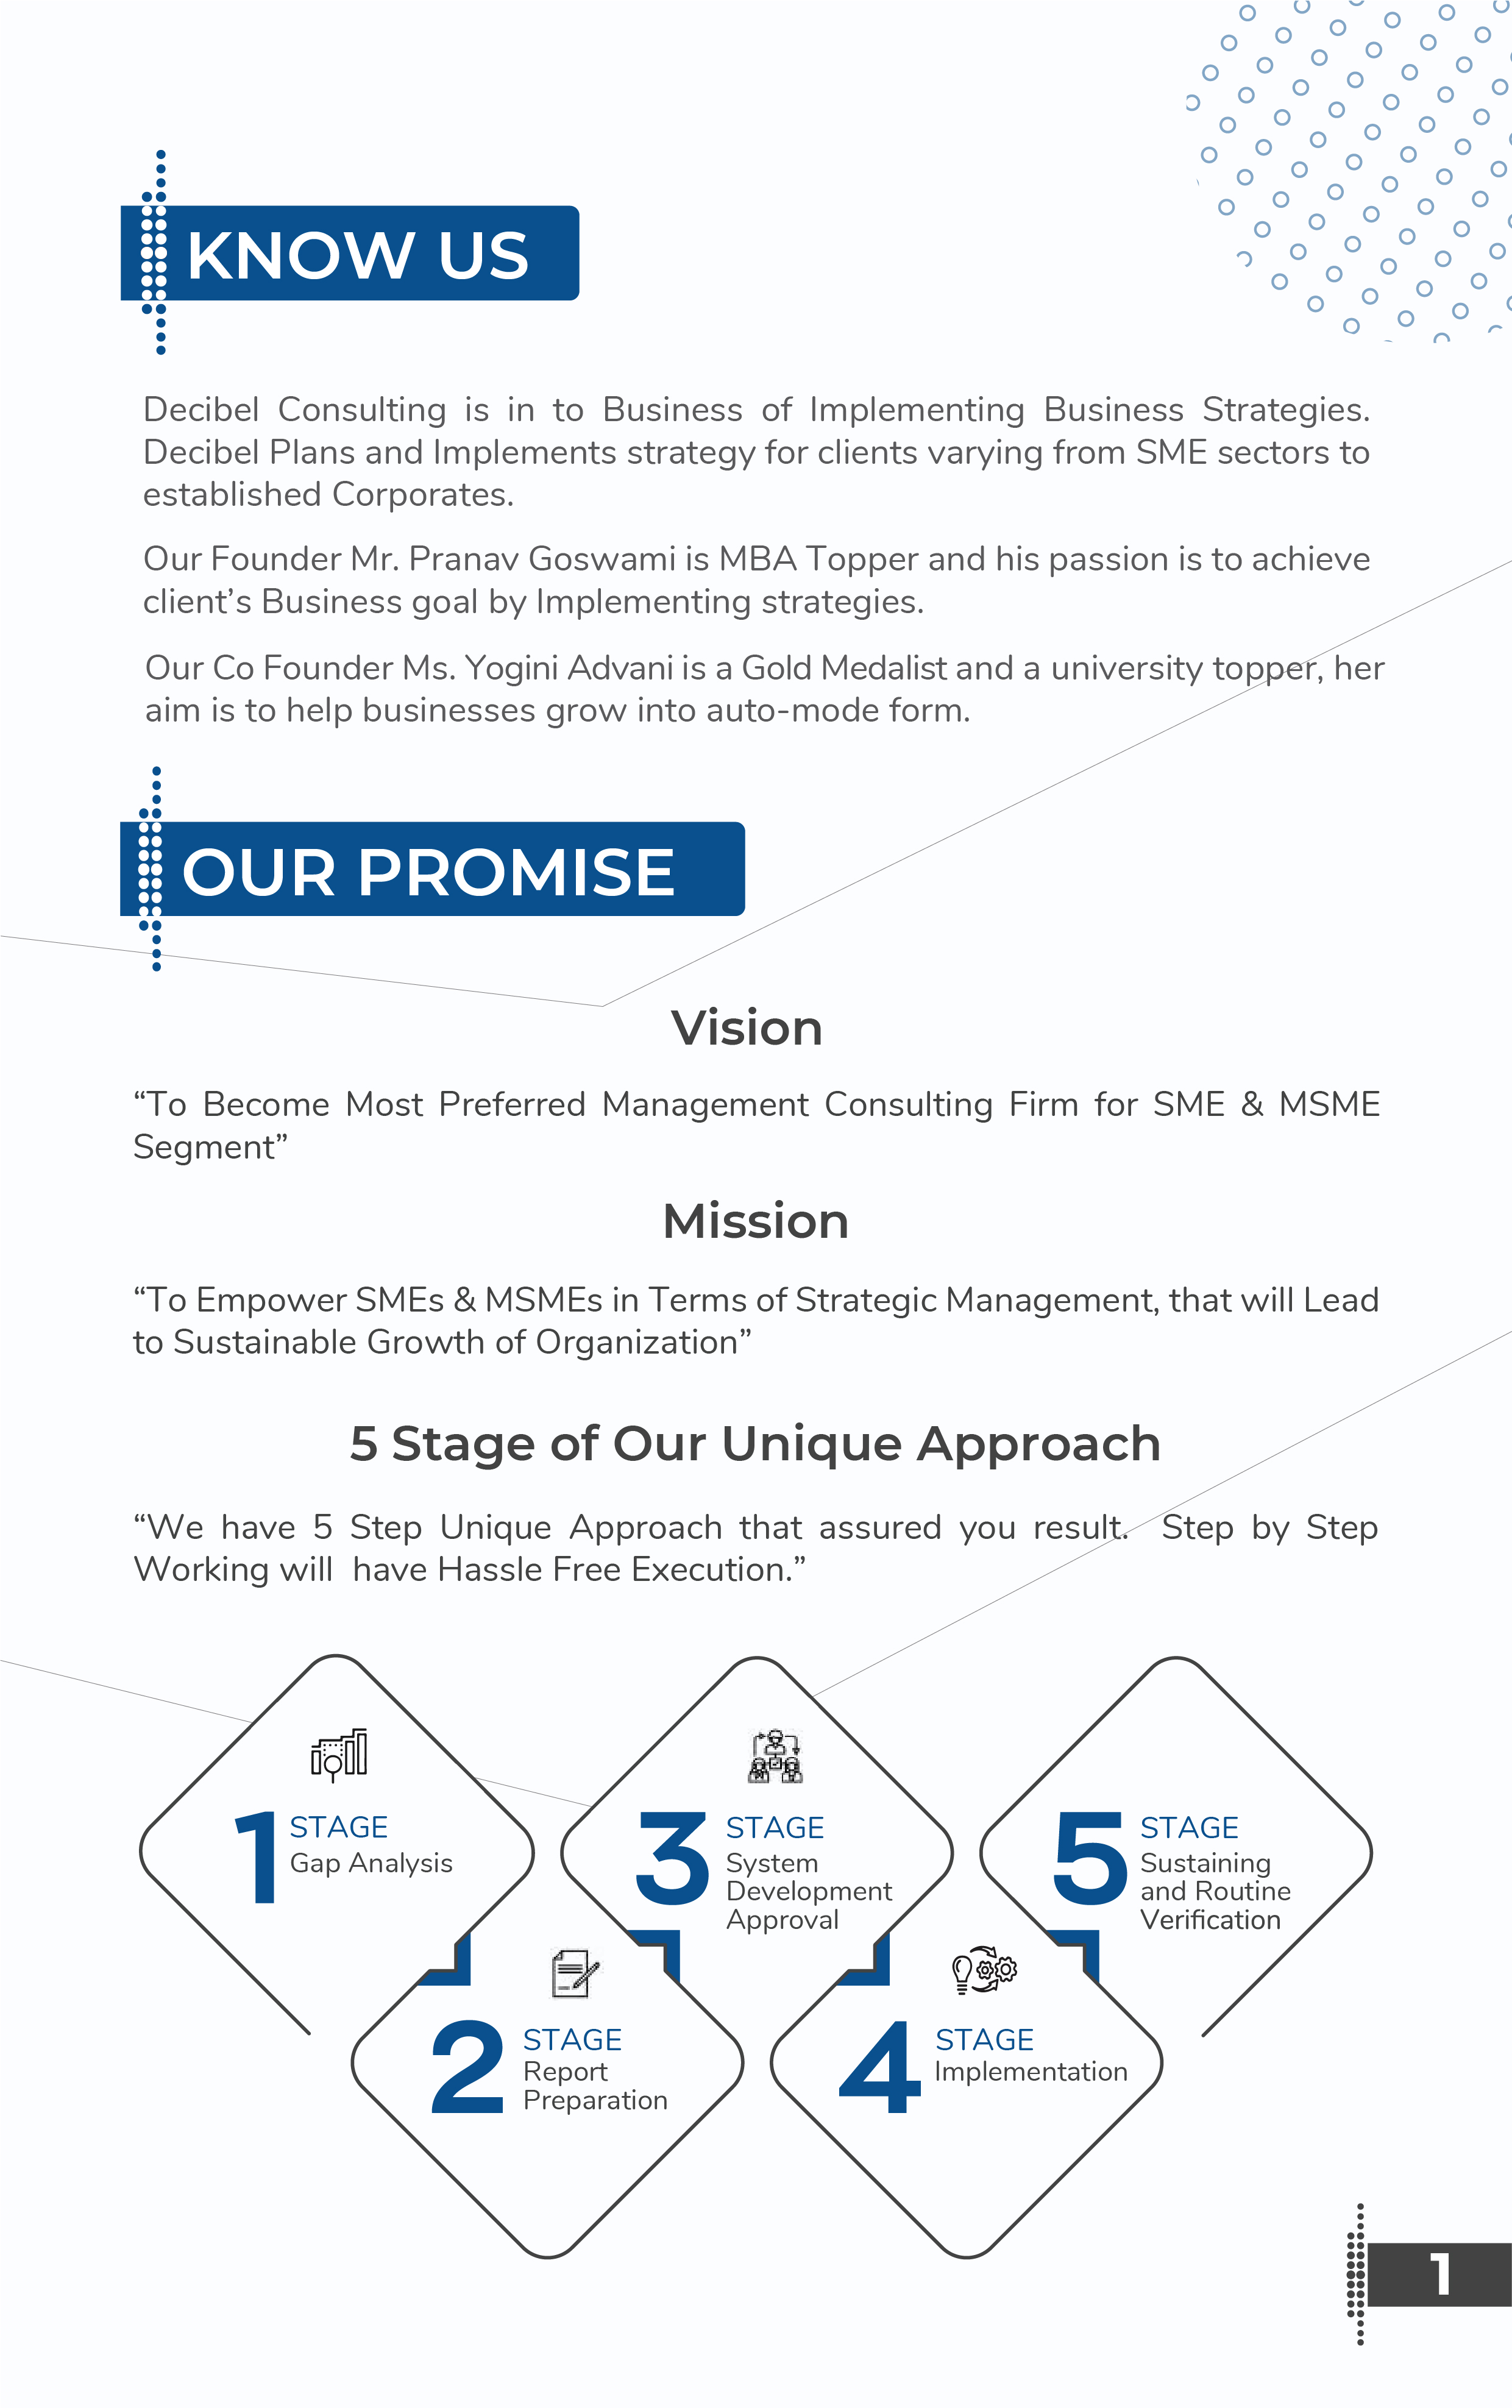 KNOW US
Decibel Consulting is in to Business of Implementing Business Strategies.
Decibel Plans and Implements strategy for clients varying from SME sectors to
established Corporates.
Our Founder Mr. Pranav Goswami is MBA Topper and his passion is to achieve
client’s Business goal by Implementing strategies.
Our Co Founder Ms. Yogini Advani is a Gold Medalist and a university topper, her
aim is to help businesses grow into auto-mode form.
OUR PROMISE
Vision
“To Become Most Preferred Management Consulting Firm for SME & MSME
Segment”
Mission
“To Empower SMEs & MSMEs in Terms of Strategic Management, that will Lead
to Sustainable Growth of Organization”
5 Stage of Our Unique Approach
“We have 5 Step Unique Approach that assured you result. Step by Step
Working will have Hassle Free Execution.”
1 STAGE
Gap Analysis
2 STAGE
Report
Preparation
3 STAGE
System
Development
Approval
4 STAGE
Implementation
5 STAGE
Sustaining
and Routine
Verification
1